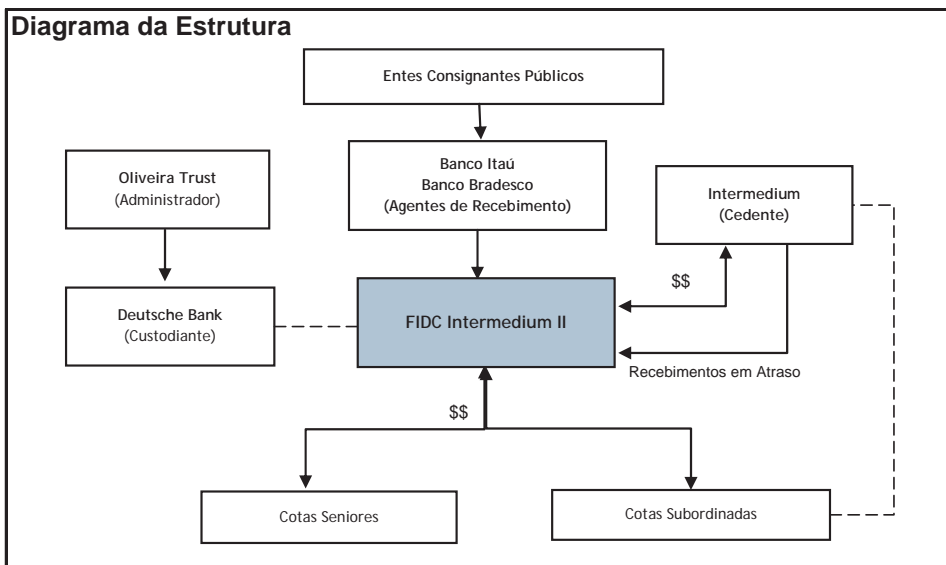 Diagrama da Estrutura
Entes Consignantes Públicos
Oliveira Trust
(Administrador)
Banco Itaú
Banco Bradesco
(Agentes de Recebimento)
Intermedium
(Cedente)
$$
Deutsche Bank
(Custodiante)
FIDC Intermedium II
Recebimentos em Atraso
$$
Cotas Seniores
Cotas Subordinadas